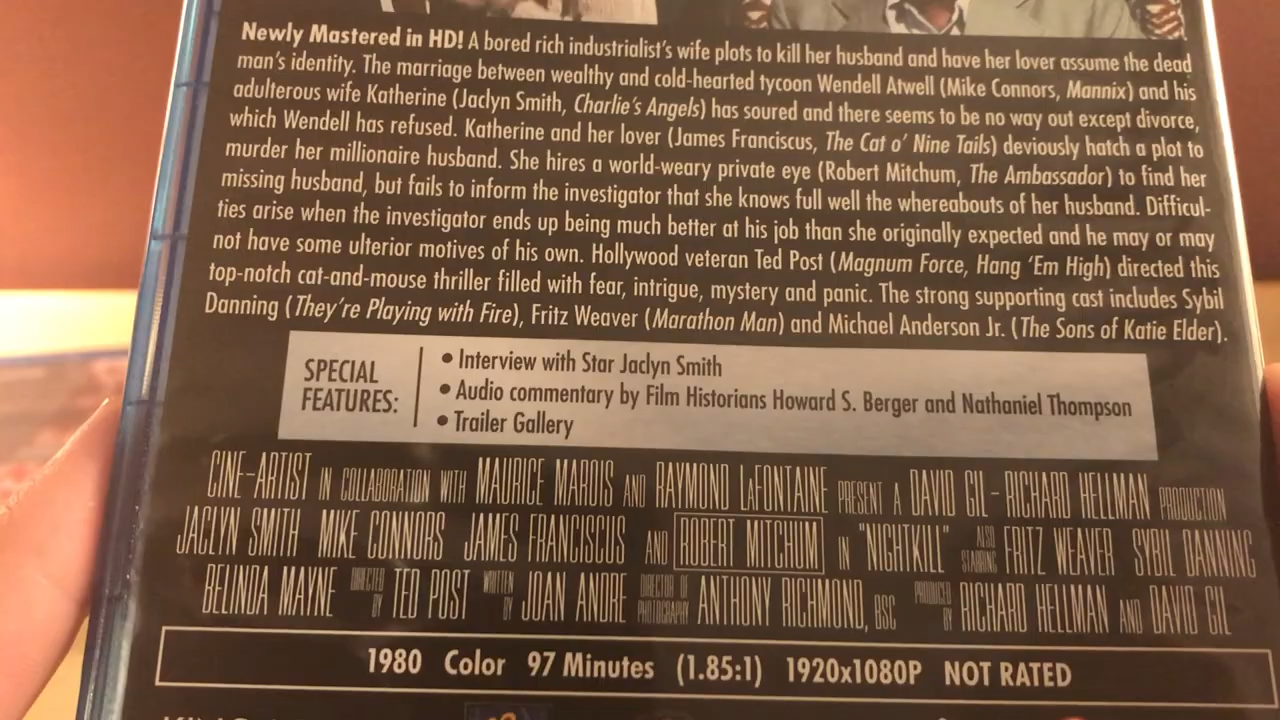 Newly Mastered in HD! A bored rich industrialist's wife plots to kill her husband and have her lover assume the dead
man's identity. The marriage between wealthy and cold-hearted tycoon Wendell Atwell (Mike Connors, Mannix) and his
adulterous wife Katherine (Jaclyn Smith, Charlie's Angels) has soured and there seems to be no way out except divorce,
which Wendell has refused. Katherine and her lover (James Franciscus, The Cat o' Nine Tails) deviously hatch a plot to
murder her millionaire husband. She hires a world-weary private eye (Robert Mitchum, The Ambassador) to find her
missing husband, but fails to inform the investigator that she knows full well the whereabouts of her husband. Difficul-
ties arise when the investigator ends up being much better at his job than she originally expected and he may or may
not have some ulterior motives of his own. Hollywood veteran Ted Post (Magnum Force, Hang 'Em High) directed this
top-notch cat-and-mouse thriller filled with fear, intrigue, mystery and panic. The strong supporting cast includes Sybil
Danning (They're Playing with Fire), Fritz Weaver (Marathon Man) and Michael Anderson Jr. (The Sons of Katie Elder).
SPECIAL
FEATURES:
• Interview with Star Jaclyn Smith
• Audio commentary by Film Historians Howard S. Berger and Nathaniel Thompson
• Trailer Gallery
CINE-ARTIST IN COLLABORATION WITH MAURICE MAROIS AND RAYMOND LAFONTAINE PRESENT A DAVID GIL - RICHARD HELLMAN PRODUCTION
JACLYN SMITH MIKE CONNORS JAMES FRANCISCUS AND ROBERT MITCHUM IN "NIGHTKILL" ALSO STARRING FRITZ WEAVER SYBIL DANNING
BELINDA MAYNE DIRECTED BY TED POST WRITTEN BY JOAN ANDRE DIRECTOR OF PHOTOGRAPHY ANTHONY RICHMOND, BSC PRODUCED BY RICHARD HELLMAN AND DAVID GIL
1980 Color 97 Minutes (1.85:1) 1920x1080P NOT RATED